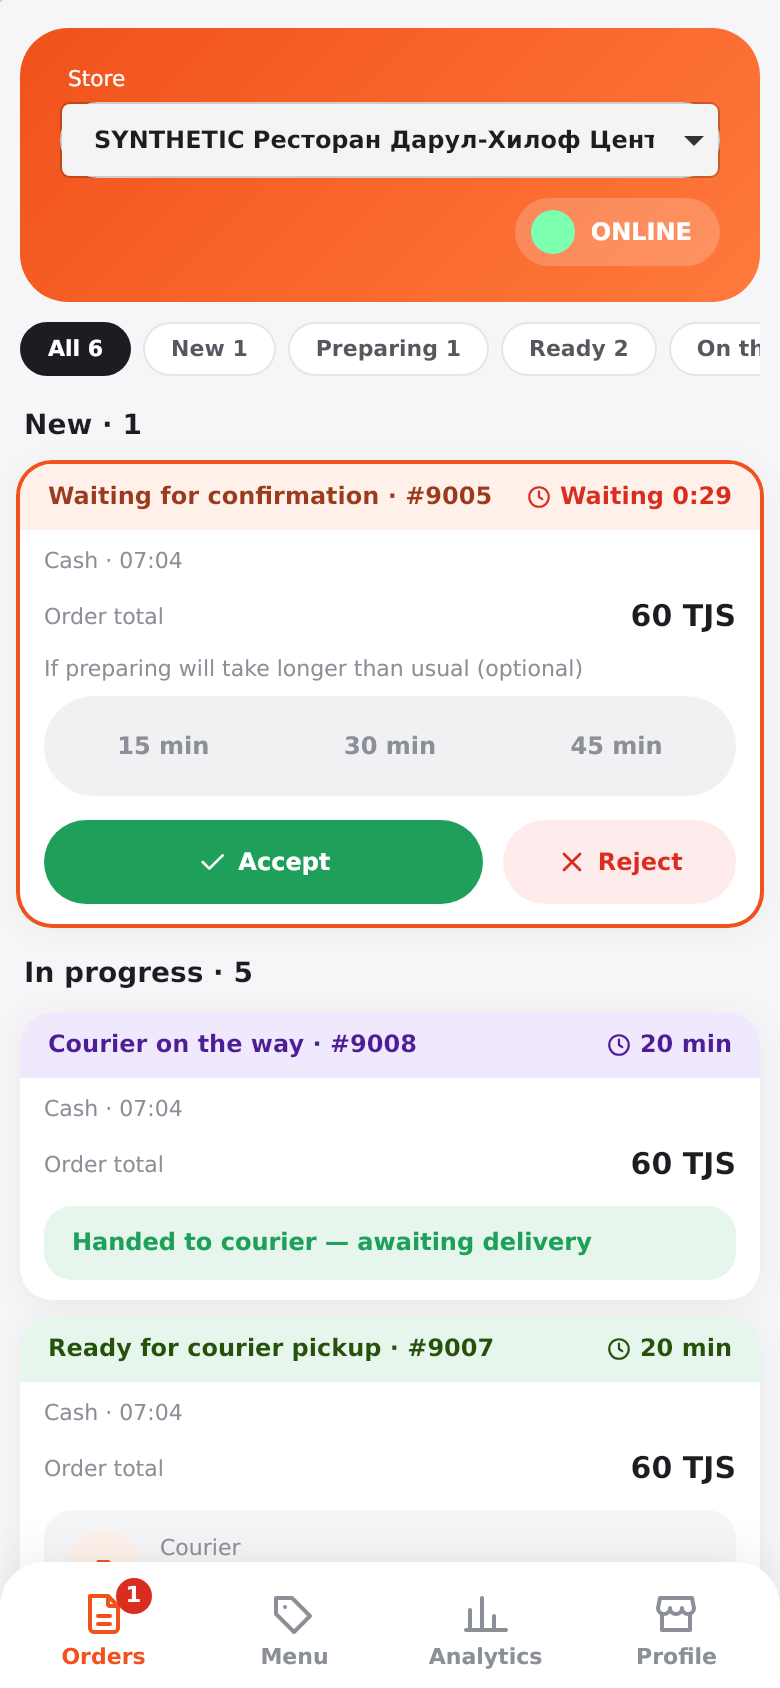 Store
SYNTHETIC Ресторан Дарул-Хилоф Цент
ONLINE
All 6
New 1
Preparing 1
Ready 2
On th
New · 1
Waiting for confirmation · #9005
Waiting 0:29
Cash · 07:04
Order total
60 TJS
If preparing will take longer than usual (optional)
15 min
30 min
45 min
Accept
Reject
In progress · 5
Courier on the way · #9008
20 min
Cash · 07:04
Order total
60 TJS
Handed to courier — awaiting delivery
Ready for courier pickup · #9007
20 min
Cash · 07:04
Order total
60 TJS
Courier
1
Orders
Menu
Analytics
Profile